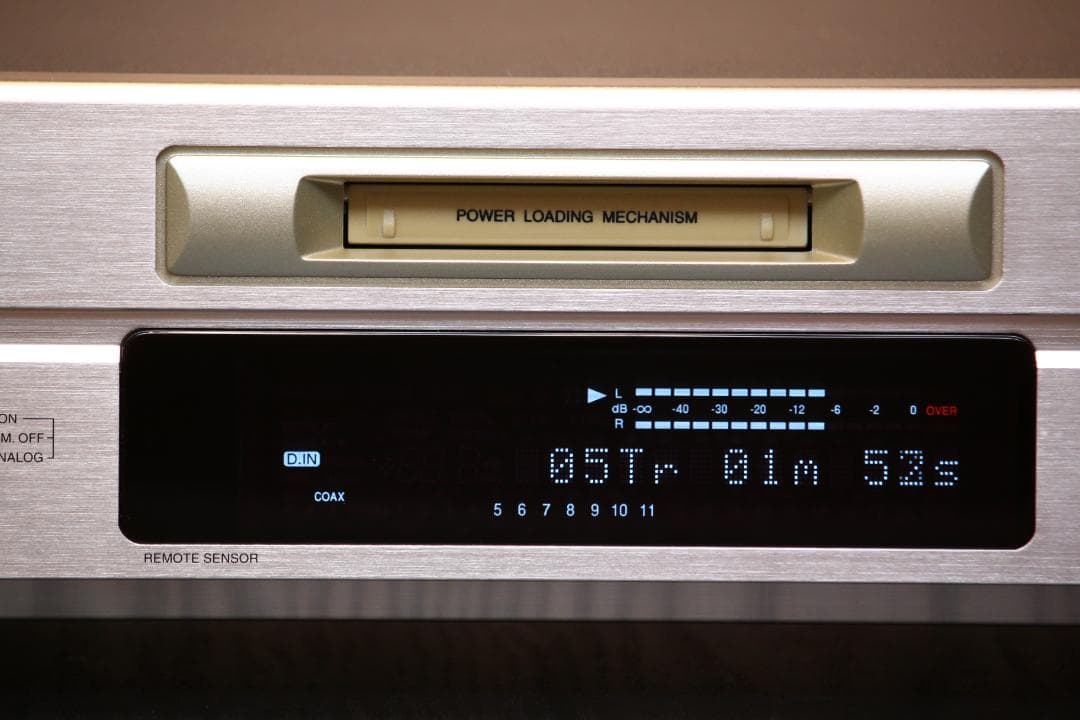 POWER LOADING MECHANISM
L
dB -∞ -40 -30 -20 -12 -6 -2 0 OVER
R
ON
M. OFF
NALOG
D.IN
05Tr 01m 52s
COAX
5 6 7 8 9 10 11
REMOTE SENSOR